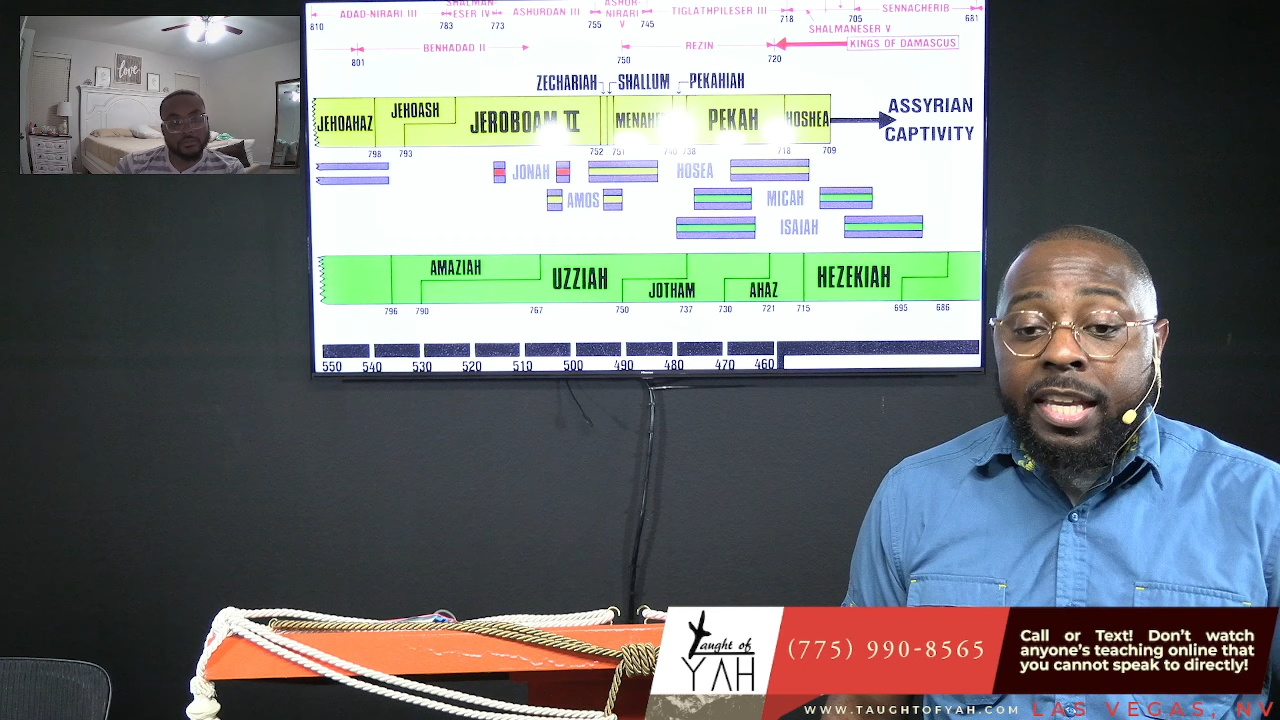 love
ADAD-NIRARI III
SHALMAN-
ESER IV
ASHURDAN III
ASHUR-
NIRARI
V
TIGLATHPILESER III
SENNACHERIB
810
783
773
755
745
718
705
681
SHALMANESER V
BENHADAD II
REZIN
KINGS OF DAMASCUS
801
750
720
ZECHARIAH
SHALLUM
PEKAHIAH
JEHOAHAZ
JEHOASH
JEROBOAM II
PEKAH
HOSHEA
ASSYRIAN
CAPTIVITY
798
793
752
751
738
718
709
JONAH
HOSEA
AMOS
MICAH
ISAIAH
AMAZIAH
UZZIAH
JOTHAM
AHAZ
HEZEKIAH
796
790
767
750
737
730
721
715
695
686
550 540 530 520 510 500 490 480 470 460
Taught of
YAH
(775) 990-8565
Call or Text! Don't watch
anyone's teaching online that
you cannot speak to directly!
WWW.TAUGHTOFYAH.COM
LAS VEGAS, NV